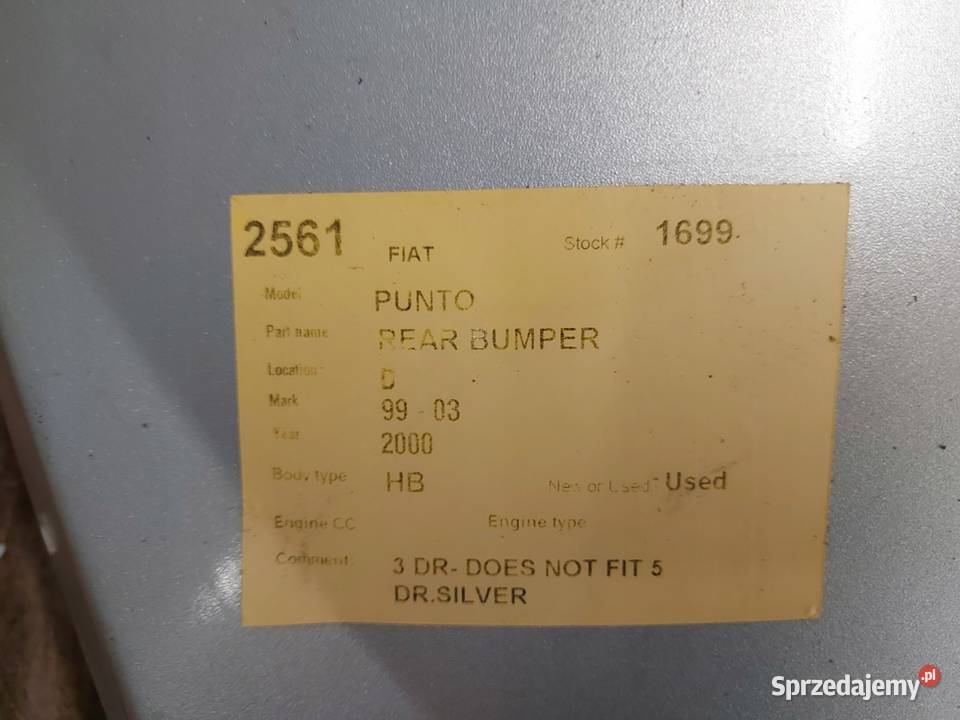 2561 FIAT Stock # 1699
Model PUNTO
Part name REAR BUMPER
Location D
Mark 99 - 03
Year 2000
Body type HB New or Used Used
Engine CC Engine type
Comment 3 DR- DOES NOT FIT 5
DR.SILVER
Sprzedajemy.pl